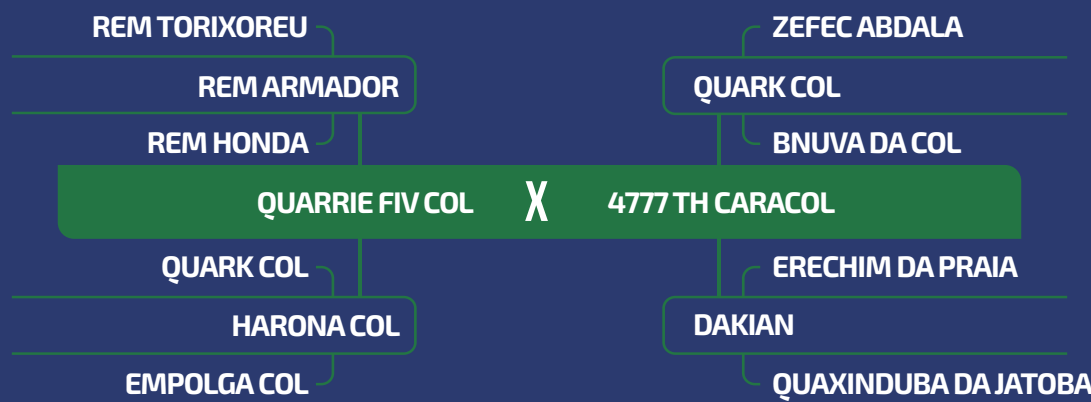 REM TORIXOREU
ZEFEC ABDALA
REM ARMADOR
QUARK COL
REM HONDA
BNUVA DA COL
QUARRIE FIV COL X 4777 TH CARACOL
QUARK COL
ERECHIM DA PRAIA
HARONA COL
DAKIAN
EMPOLGA COL
QUAXINDUBA DA JATOBA